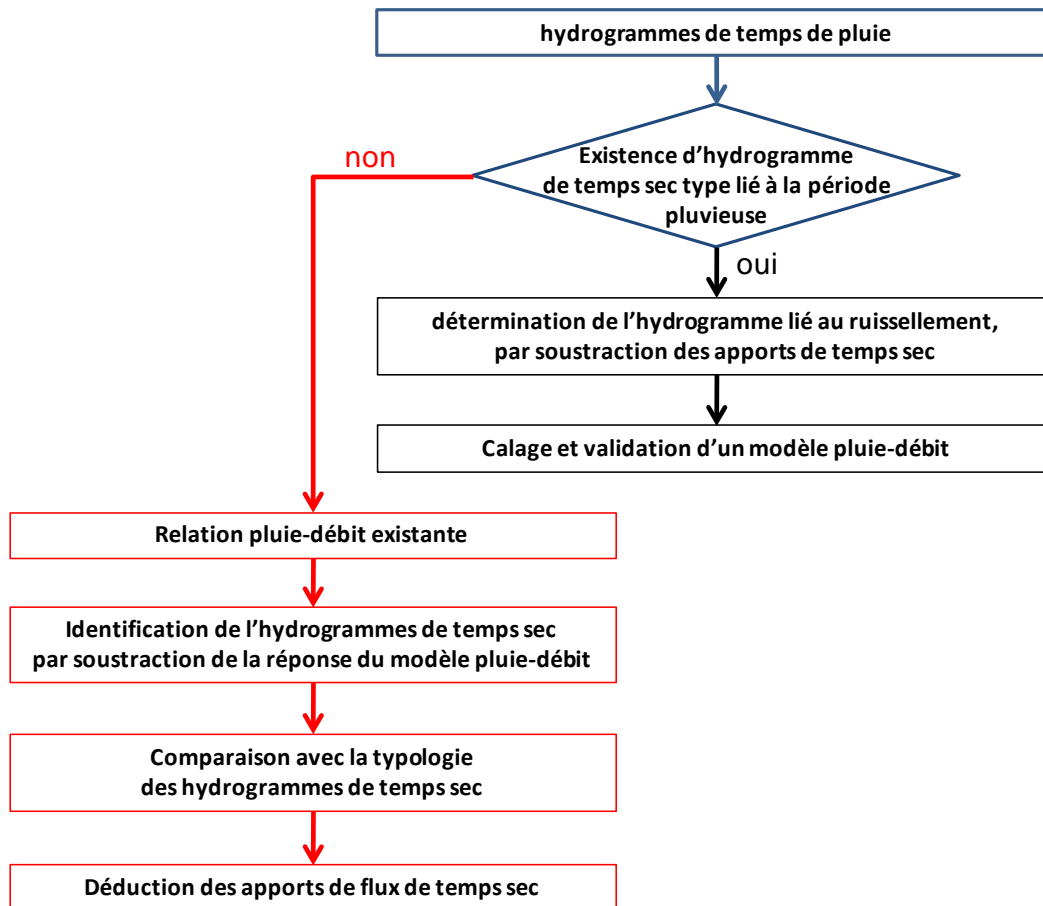 hydrogrammes de temps de pluie
non
Existence d’hydrogramme
de temps sec type lié à la période
pluvieuse
oui
détermination de l’hydrogramme lié au ruissellement,
par soustraction des apports de temps sec
Calage et validation d’un modèle pluie-débit
Relation pluie-débit existante
Identification de l’hydrogrammes de temps sec
par soustraction de la réponse du modèle pluie-débit
Comparaison avec la typologie
des hydrogrammes de temps sec
Déduction des apports de flux de temps sec